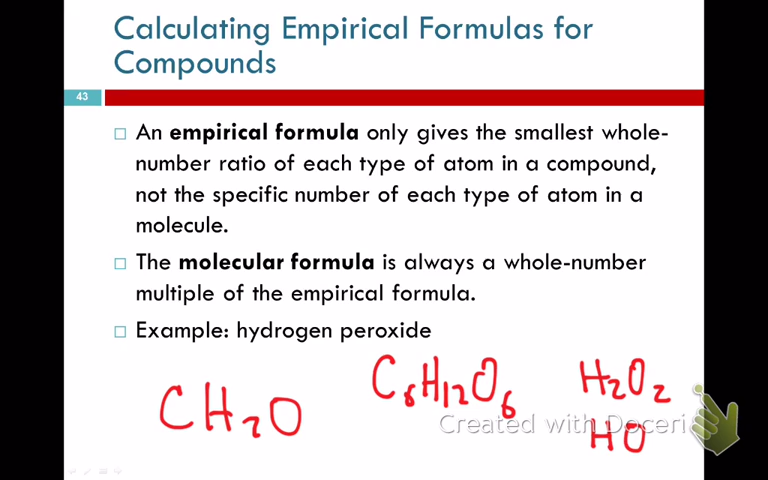 Calculating Empirical Formulas for
Compounds
43
□ An empirical formula only gives the smallest whole-
number ratio of each type of atom in a compound,
not the specific number of each type of atom in a
molecule.
□ The molecular formula is always a whole-number
multiple of the empirical formula.
□ Example: hydrogen peroxide
CH₂O
C₆H₁₂O₆
H₂O₂
HO
Created with Doceri